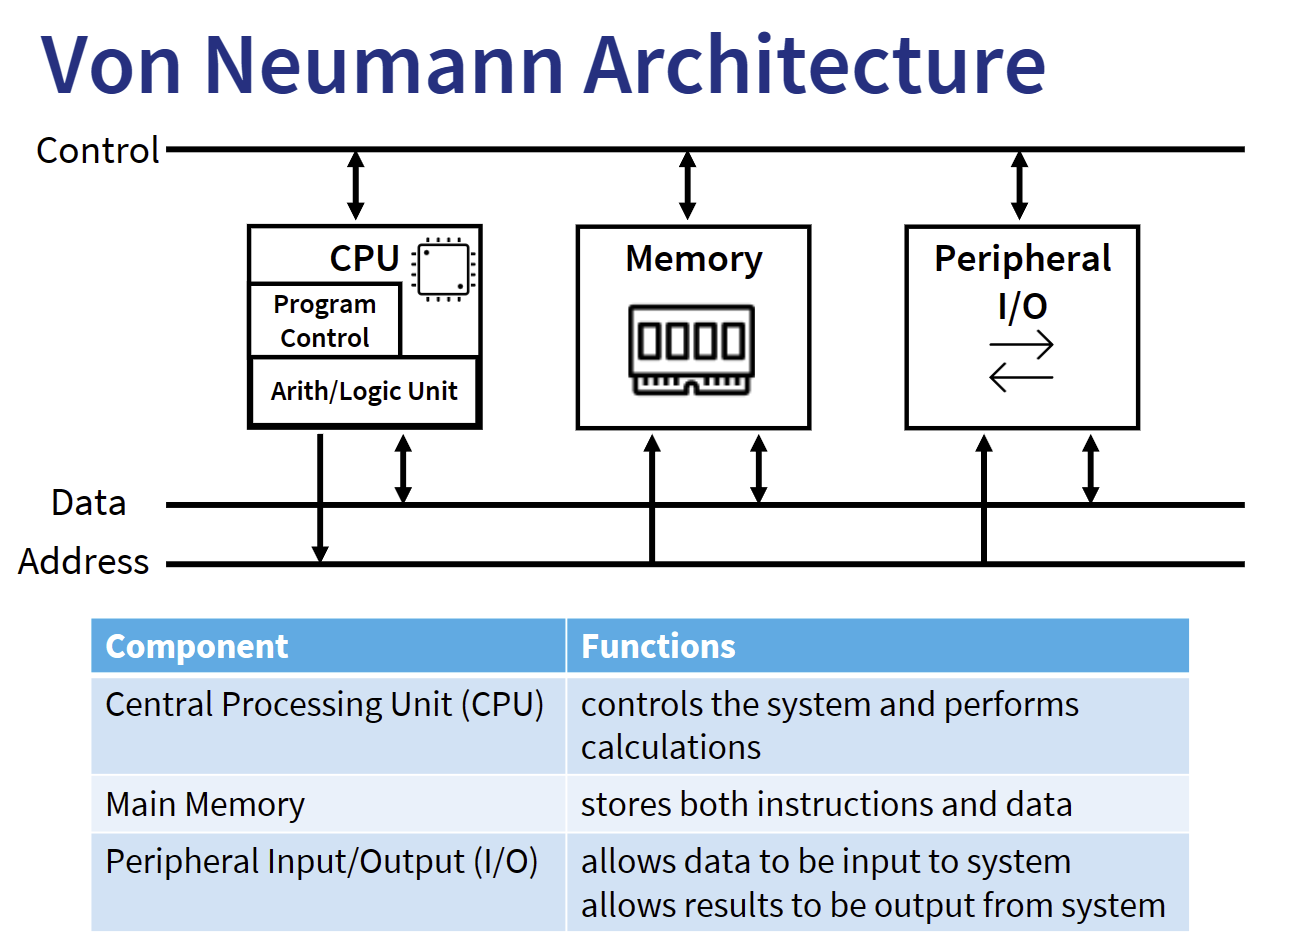 Von Neumann Architecture
Control
CPU
Program
Control
Arith/Logic Unit
Memory
Peripheral
I/O
Data
Address
Component Functions
Central Processing Unit (CPU) controls the system and performs
calculations
Main Memory stores both instructions and data
Peripheral Input/Output (I/O) allows data to be input to system
allows results to be output from system